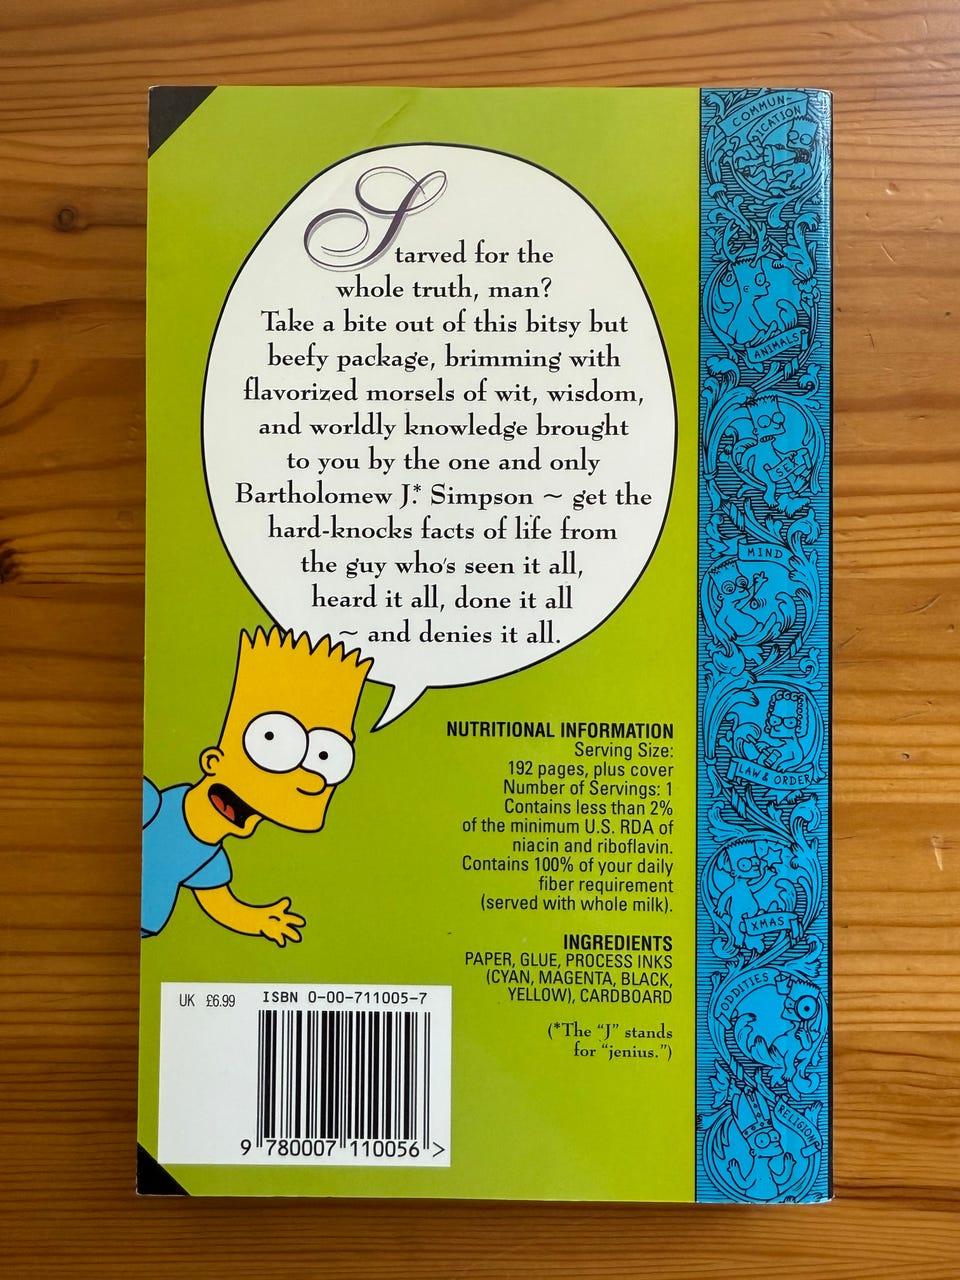 Starved for the
whole truth, man?
Take a bite out of this bitsy but
beefy package, brimming with
flavorized morsels of wit, wisdom,
and worldly knowledge brought
to you by the one and only
Bartholomew J.* Simpson ~ get the
hard-knocks facts of life from
the guy who's seen it all,
heard it all, done it all
~ and denies it all.
NUTRITIONAL INFORMATION
Serving Size:
192 pages, plus cover
Number of Servings: 1
Contains less than 2%
of the minimum U.S. RDA of
niacin and riboflavin.
Contains 100% of your daily
fiber requirement
(served with whole milk).
INGREDIENTS
PAPER, GLUE, PROCESS INKS
(CYAN, MAGENTA, BLACK,
YELLOW), CARDBOARD
(*The "J" stands
for "jenius.")
UK £6.99 ISBN 0-00-711005-7
9 780007 110056 >
COMMUN-
ICATION
ANIMALS
SEX
MIND
LAW & ORDER
XMAS
ODDITIES
RELIGION